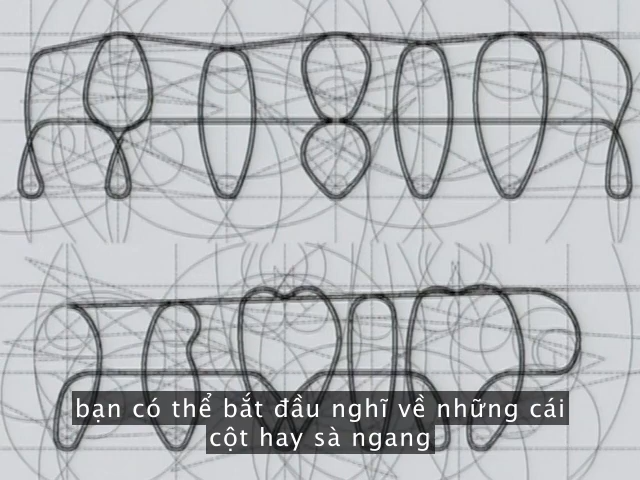 bạn có thể bắt đầu nghĩ về những cái
cột hay sà ngang